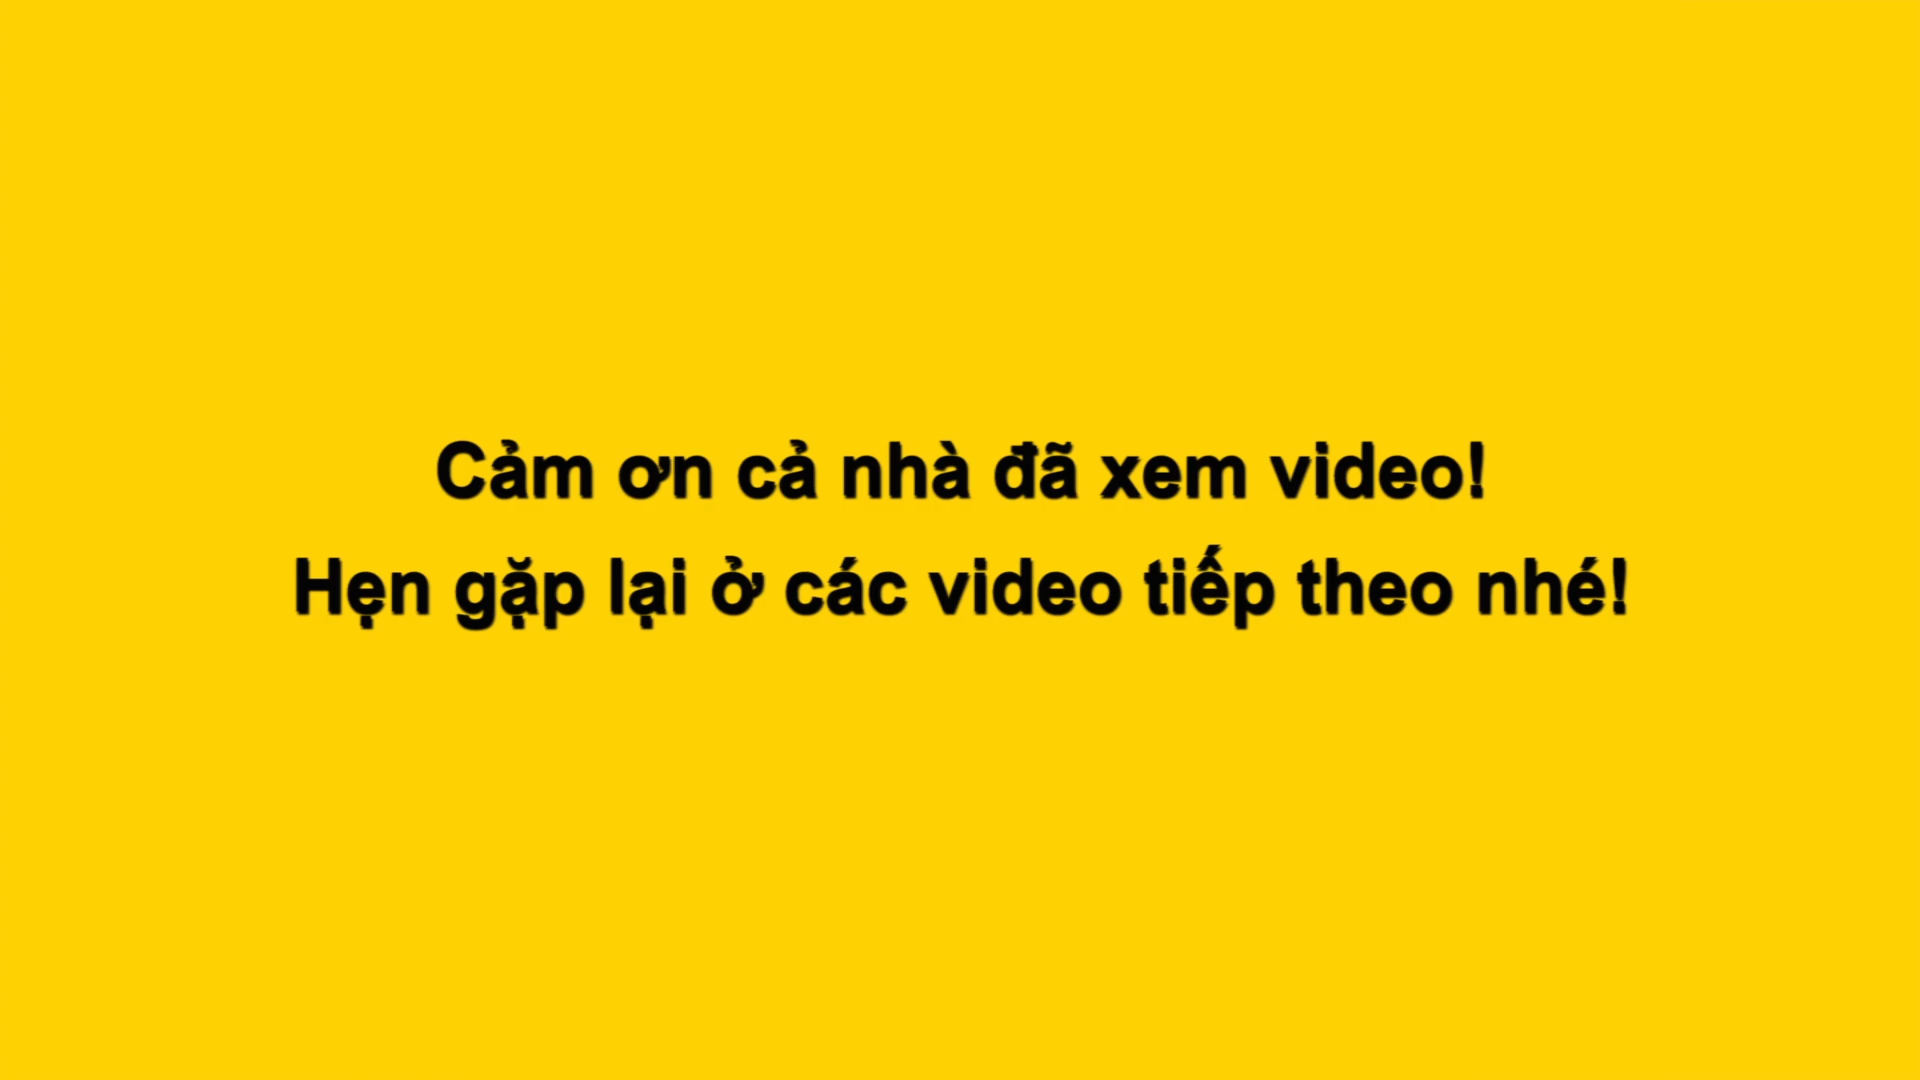 Cảm ơn cả nhà đã xem video!
Hẹn gặp lại ở các video tiếp theo nhé!